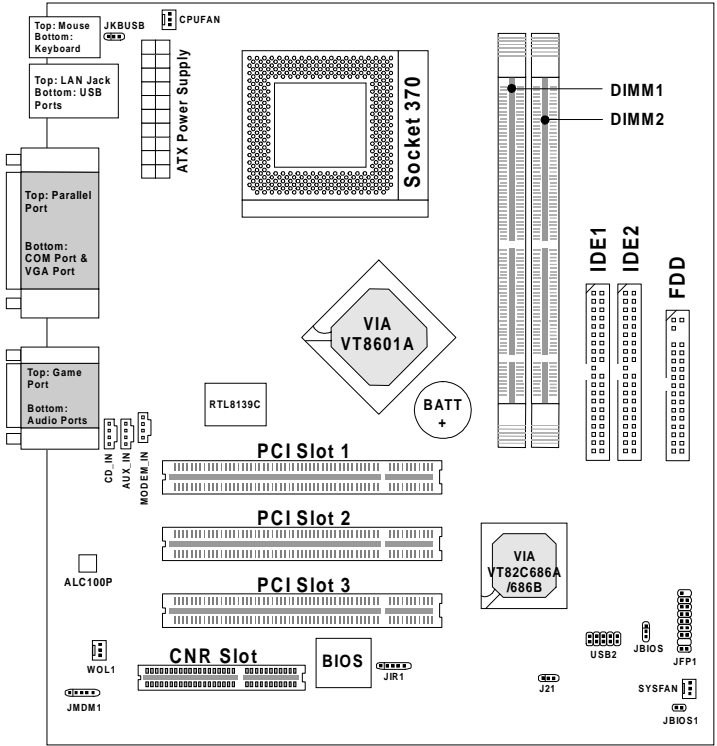 Top: Mouse
Bottom:
Keyboard
JKBUSB
CPUFAN
Top: LAN Jack
Bottom: USB
Ports
ATX Power Supply
Socket 370
DIMM1
DIMM2
Top: Parallel
Port
Bottom:
COM Port &
VGA Port
IDE1
IDE2
FDD
VIA
VT8601A
Top: Game
Port
Bottom:
Audio Ports
RTL8139C
BATT
+
CD_IN
AUX_IN
MODEM_IN
PCI Slot 1
PCI Slot 2
VIA
VT82C686A
/686B
ALC100P
PCI Slot 3
WOL1
CNR Slot
BIOS
JIR1
USB2
JBIOS
JFP1
JMDM1
J21
SYSFAN
JBIOS1